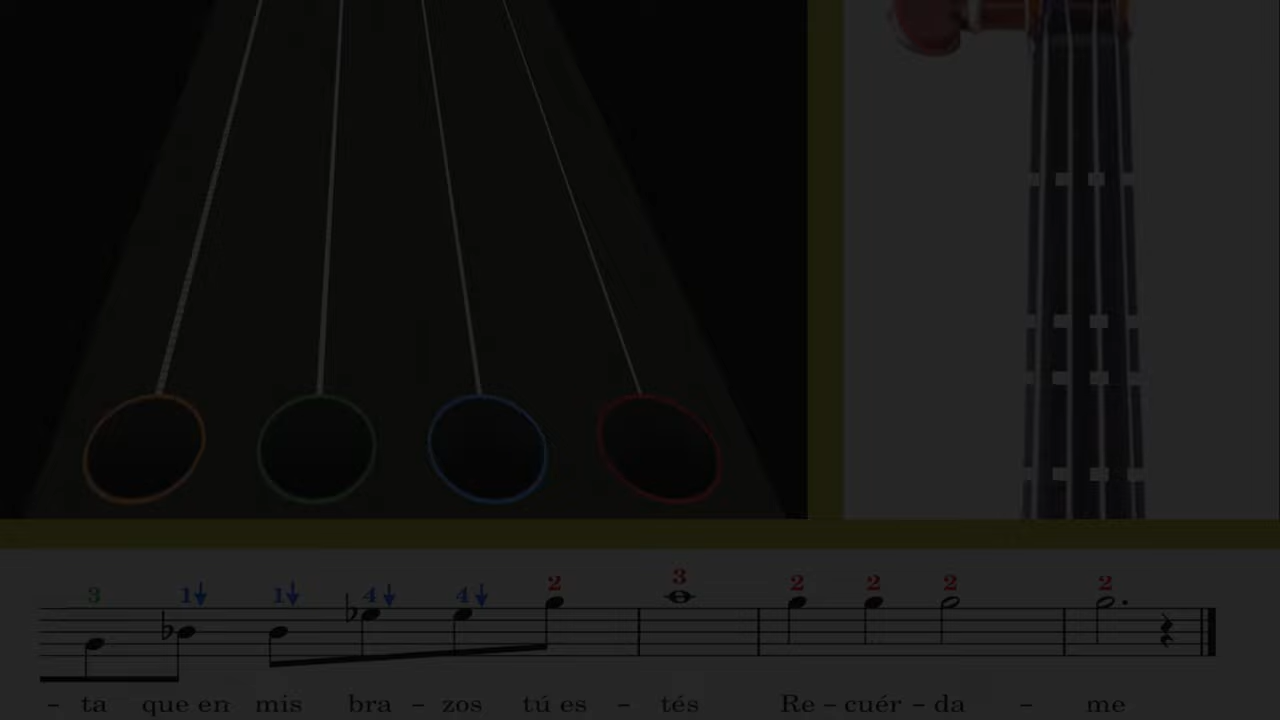 3 1 1 4 4 2 3 2 2 2 2
– ta que en mis bra – zos tú es – tés Re – cuér – da – me